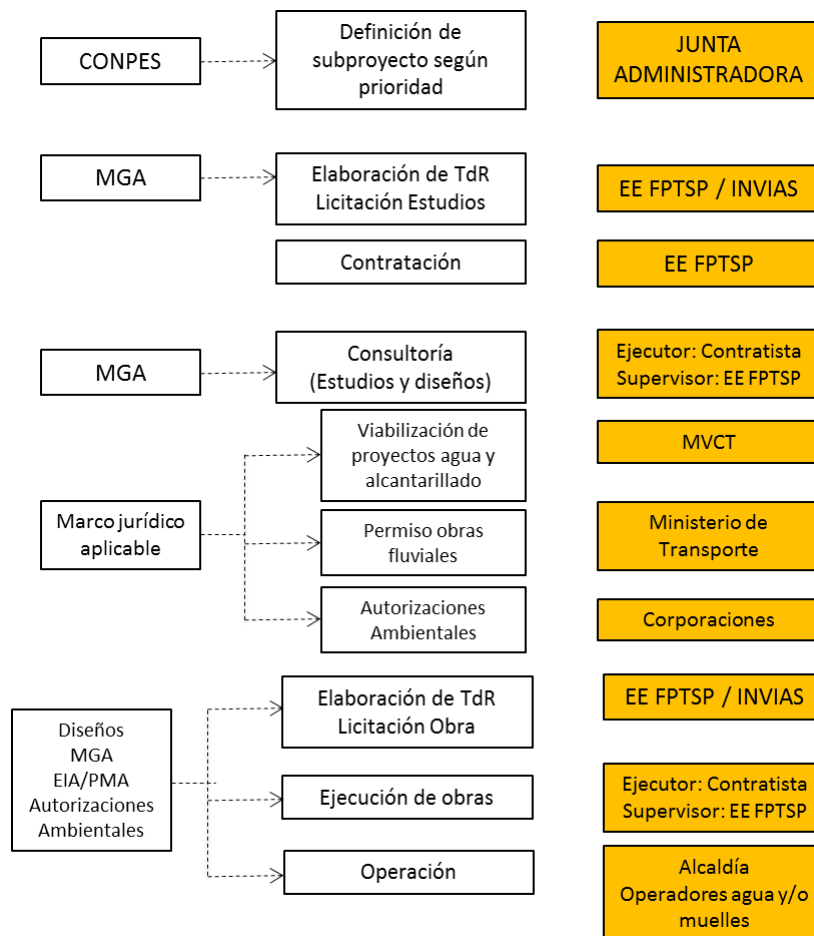 CONPES
Definición de
subproyecto según
prioridad
JUNTA
ADMINISTRADORA
MGA
Elaboración de TdR
Licitación Estudios
EE FPTSP / INVIAS
Contratación
EE FPTSP
MGA
Consultoría
(Estudios y diseños)
Ejecutor: Contratista
Supervisor: EE FPTSP
Marco jurídico
aplicable
Viabilización de
proyectos agua y
alcantarillado
MVCT
Permiso obras
fluviales
Ministerio de
Transporte
Autorizaciones
Ambientales
Corporaciones
Diseños
MGA
EIA/PMA
Autorizaciones
Ambientales
Elaboración de TdR
Licitación Obra
EE FPTSP / INVIAS
Ejecución de obras
Ejecutor: Contratista
Supervisor: EE FPTSP
Operación
Alcaldía
Operadores agua y/o
muelles